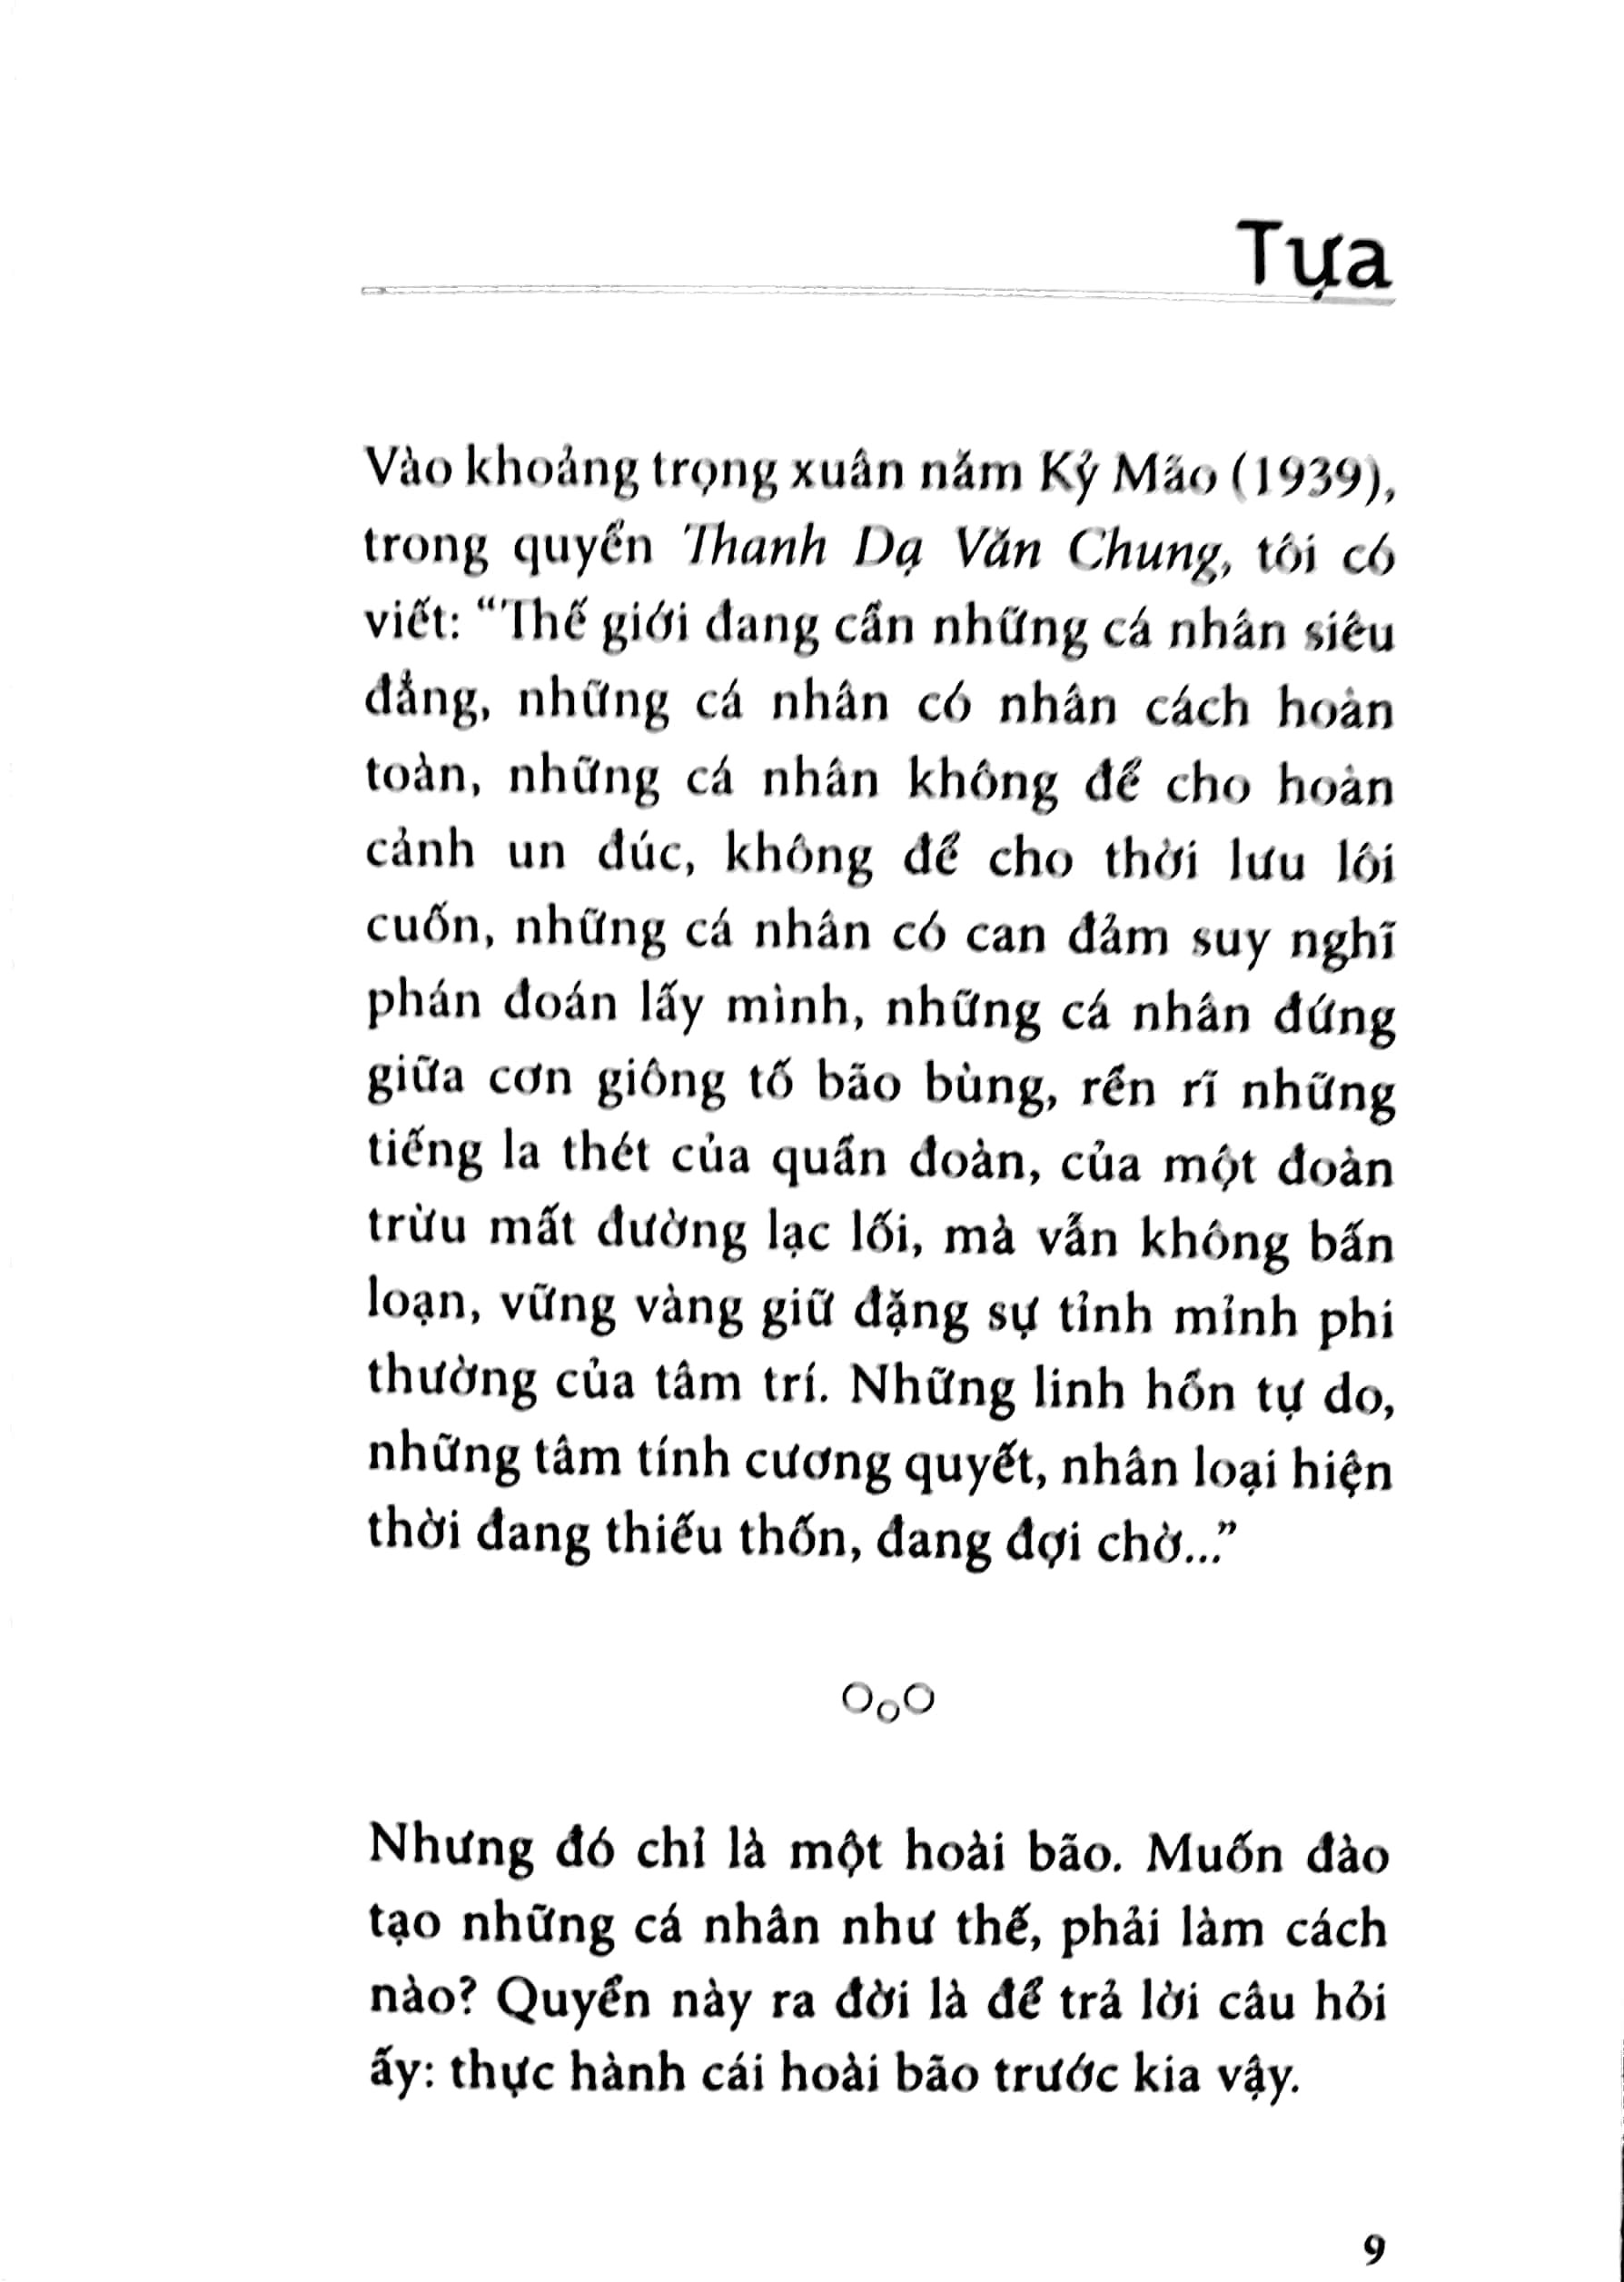 Tựa
Vào khoảng trọng xuân năm Kỷ Mão (1939),
trong quyển Thanh Dạ Văn Chung, tôi có
viết: “Thế giới đang cần những cá nhân siêu
đẳng, những cá nhân có nhân cách hoàn
toàn, những cá nhân không để cho hoàn
cảnh un đúc, không để cho thời lưu lôi
cuốn, những cá nhân có can đảm suy nghĩ
phán đoán lấy mình, những cá nhân đứng
giữa cơn giông tố bão bùng, rền rĩ những
tiếng la thét của quần đoàn, của một đoàn
trừu mất đường lạc lối, mà vẫn không bấn
loạn, vững vàng giữ đặng sự tỉnh mỉnh phi
thường của tâm trí. Những linh hồn tự do,
những tâm tính cương quyết, nhân loại hiện
thời đang thiếu thốn, đang đợi chờ...”
Nhưng đó chỉ là một hoài bão. Muốn đào
tạo những cá nhân như thế, phải làm cách
nào? Quyển này ra đời là để trả lời câu hỏi
ấy: thực hành cái hoài bão trước kia vậy.
9